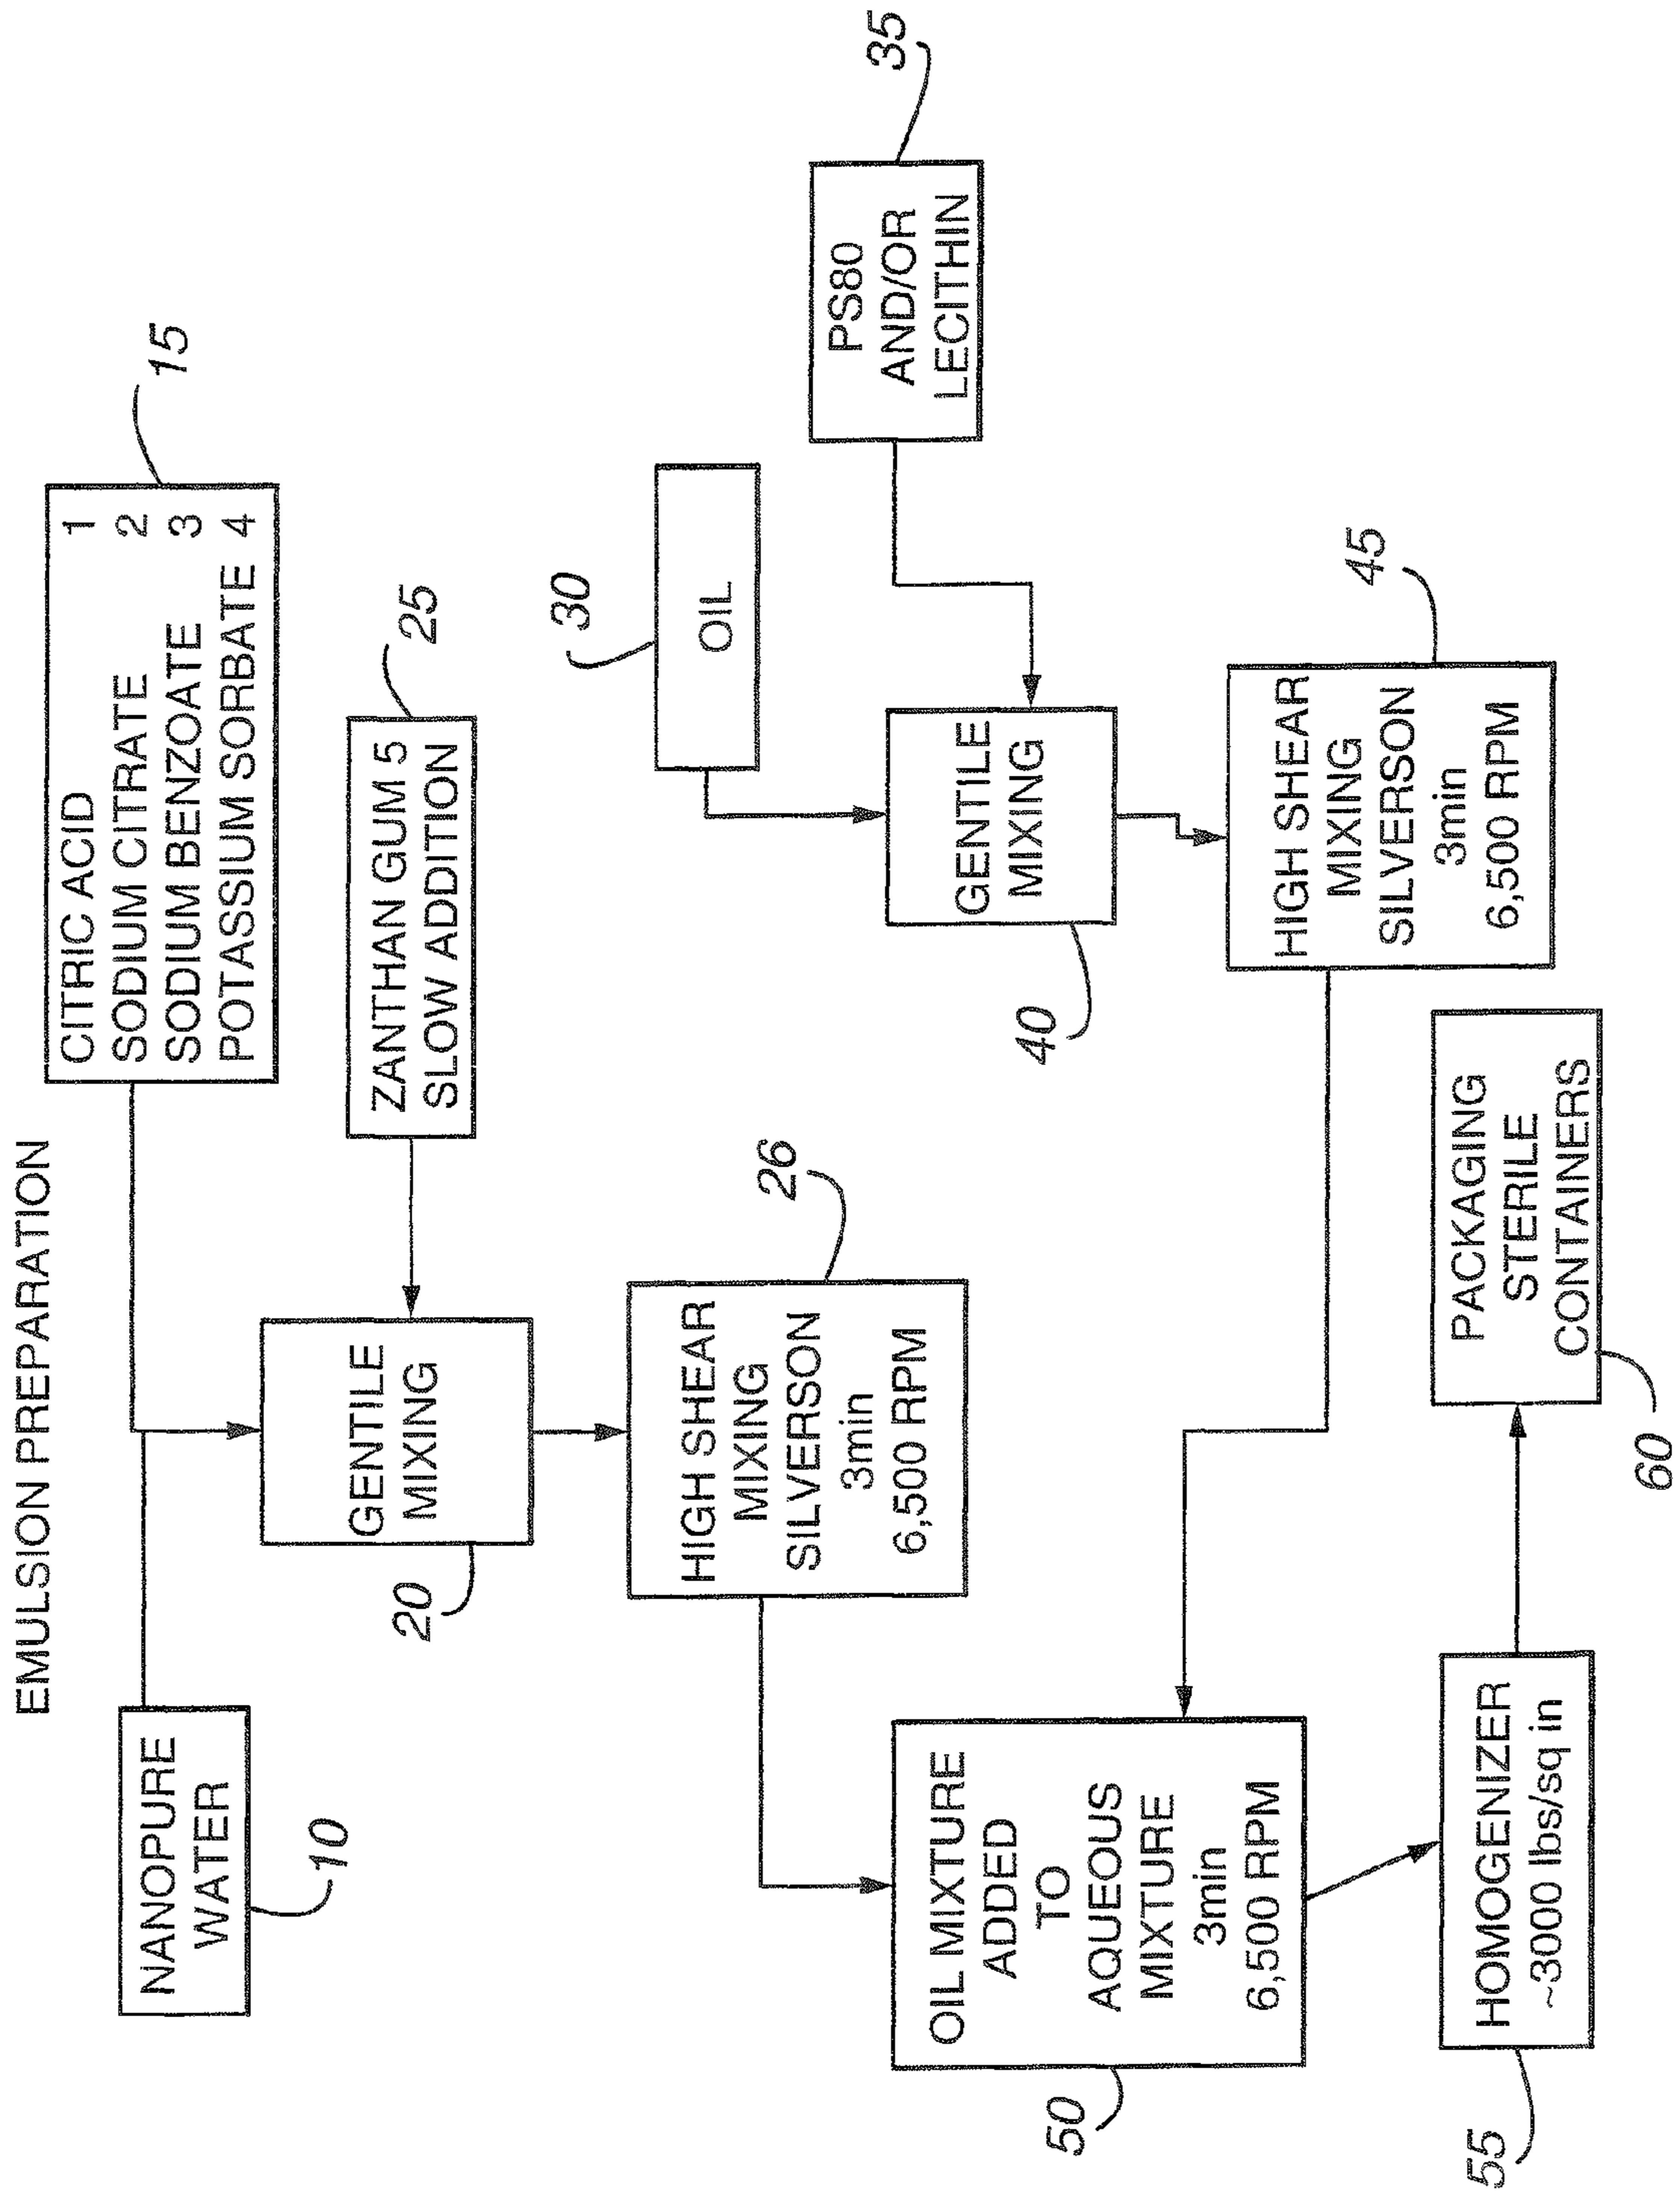 EMULSION PREPARATION
NANOPURE
WATER
10
CITRIC ACID 1
SODIUM CITRATE 2
SODIUM BENZOATE 3
POTASSIUM SORBATE 4
15
GENTILE
MIXING
20
ZANTHAN GUM 5
SLOW ADDITION
25
HIGH SHEAR
MIXING
SILVERSON
3min
6,500 RPM
26
OIL
30
PS80
AND/OR
LECITHIN
35
GENTILE
MIXING
40
HIGH SHEAR
MIXING
SILVERSON
3min
6,500 RPM
45
OIL MIXTURE
ADDED
TO
AQUEOUS
MIXTURE
3min
6,500 RPM
50
HOMOGENIZER
~3000 lbs/sq in
55
PACKAGING
STERILE
CONTAINERS
60